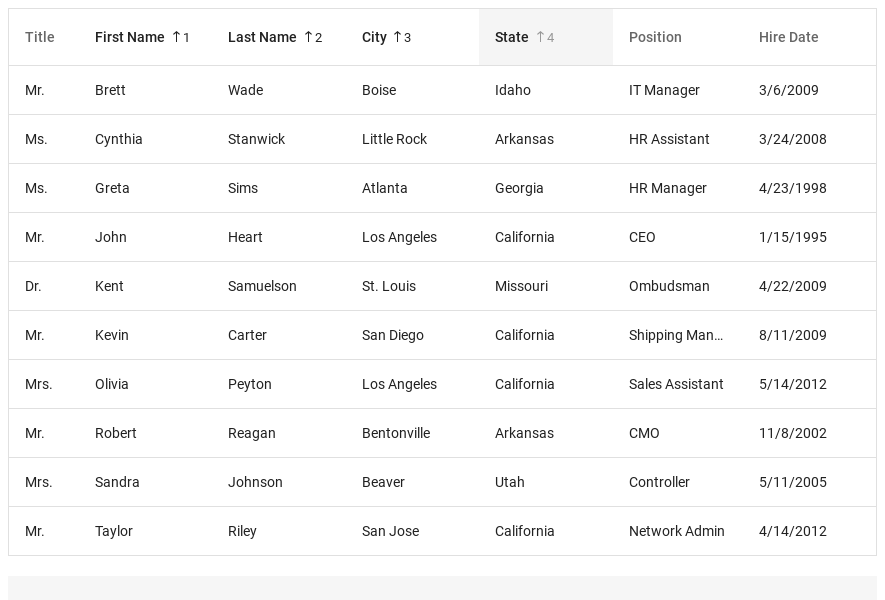 Title First Name ↑1 Last Name ↑2 City ↑3 State ↑4 Position Hire Date
Mr. Brett Wade Boise Idaho IT Manager 3/6/2009
Ms. Cynthia Stanwick Little Rock Arkansas HR Assistant 3/24/2008
Ms. Greta Sims Atlanta Georgia HR Manager 4/23/1998
Mr. John Heart Los Angeles California CEO 1/15/1995
Dr. Kent Samuelson St. Louis Missouri Ombudsman 4/22/2009
Mr. Kevin Carter San Diego California Shipping Man... 8/11/2009
Mrs. Olivia Peyton Los Angeles California Sales Assistant 5/14/2012
Mr. Robert Reagan Bentonville Arkansas CMO 11/8/2002
Mrs. Sandra Johnson Beaver Utah Controller 5/11/2005
Mr. Taylor Riley San Jose California Network Admin 4/14/2012